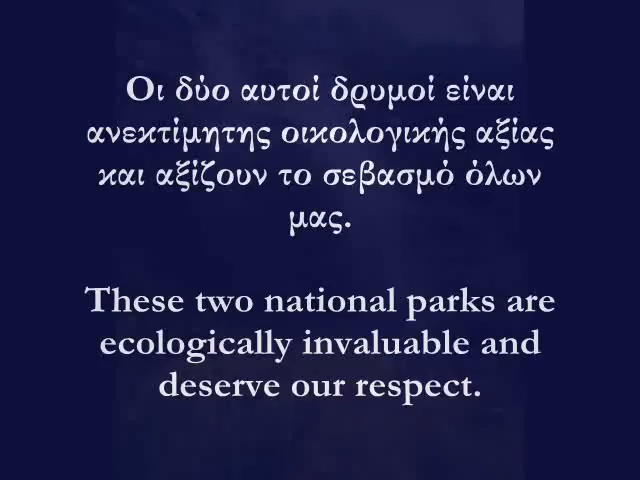 Οι δύο αυτοί δρυμοί είναι
ανεκτίμητης οικολογικής αξίας
και αξίζουν το σεβασμό όλων
μας.
These two national parks are
ecologically invaluable and
deserve our respect.